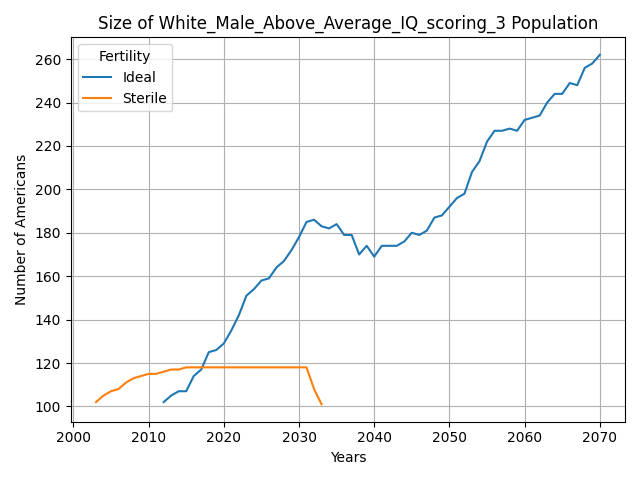 Size of White_Male_Above_Average_IQ_scoring_3 Population
Fertility
Ideal
Sterile
Number of Americans
260
240
220
200
180
160
140
120
100
2000
2010
2020
2030
2040
2050
2060
2070
Years